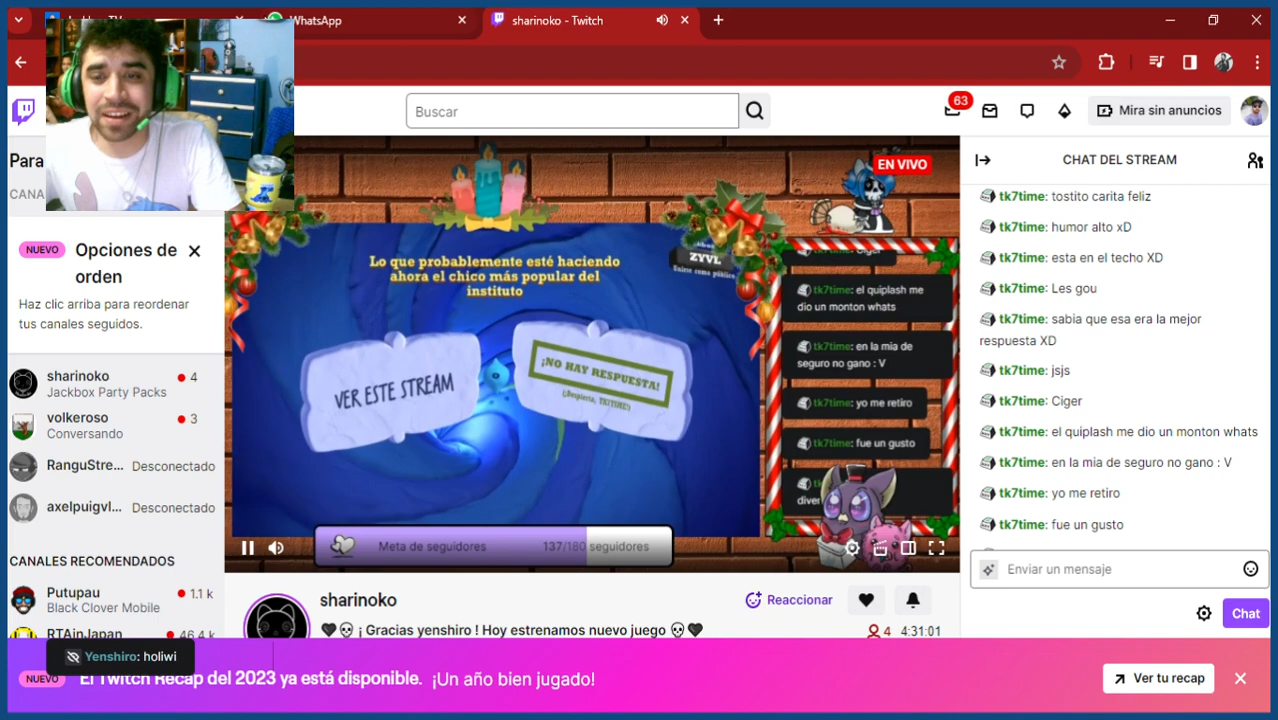 WhatsApp
sharinoko - Twitch
Buscar
63
Mira sin anuncios
Para
CANA
NUEVO
Opciones de
orden
Haz clic arriba para reordenar
tus canales seguidos.
sharinoko 4
Jackbox Party Packs
volkeroso 3
Conversando
RanguStre... Desconectado
axelpuigvl... Desconectado
CANALES RECOMENDADOS
Putupau 1.1 k
Black Clover Mobile
RTAinJapan 46.4 k
Yenshiro: holiwi
EN VIVO
Lo que probablemente esté haciendo
ahora el chico más popular del
instituto
ZYVL
Unirse como público
VER ESTE STREAM
¡NO HAY RESPUESTA!
(¡Despierta, TK7TIME!)
tk7time: el quiplash me
dio un monton whats
tk7time: en la mia de
seguro no gano : V
tk7time: yo me retiro
tk7time: fue un gusto
Meta de seguidores 137/180 seguidores
sharinoko
Reaccionar
¡ Gracias yenshiro ! Hoy estrenamos nuevo juego
4 4:31:01
CHAT DEL STREAM
tk7time: tostito carita feliz
tk7time: humor alto xD
tk7time: esta en el techo XD
tk7time: Les gou
tk7time: sabia que esa era la mejor
respuesta XD
tk7time: jsjs
tk7time: Ciger
tk7time: el quiplash me dio un monton whats
tk7time: en la mia de seguro no gano : V
tk7time: yo me retiro
tk7time: fue un gusto
Enviar un mensaje
Chat
NUEVO
El Twitch Recap del 2023 ya está disponible. ¡Un año bien jugado!
Ver tu recap